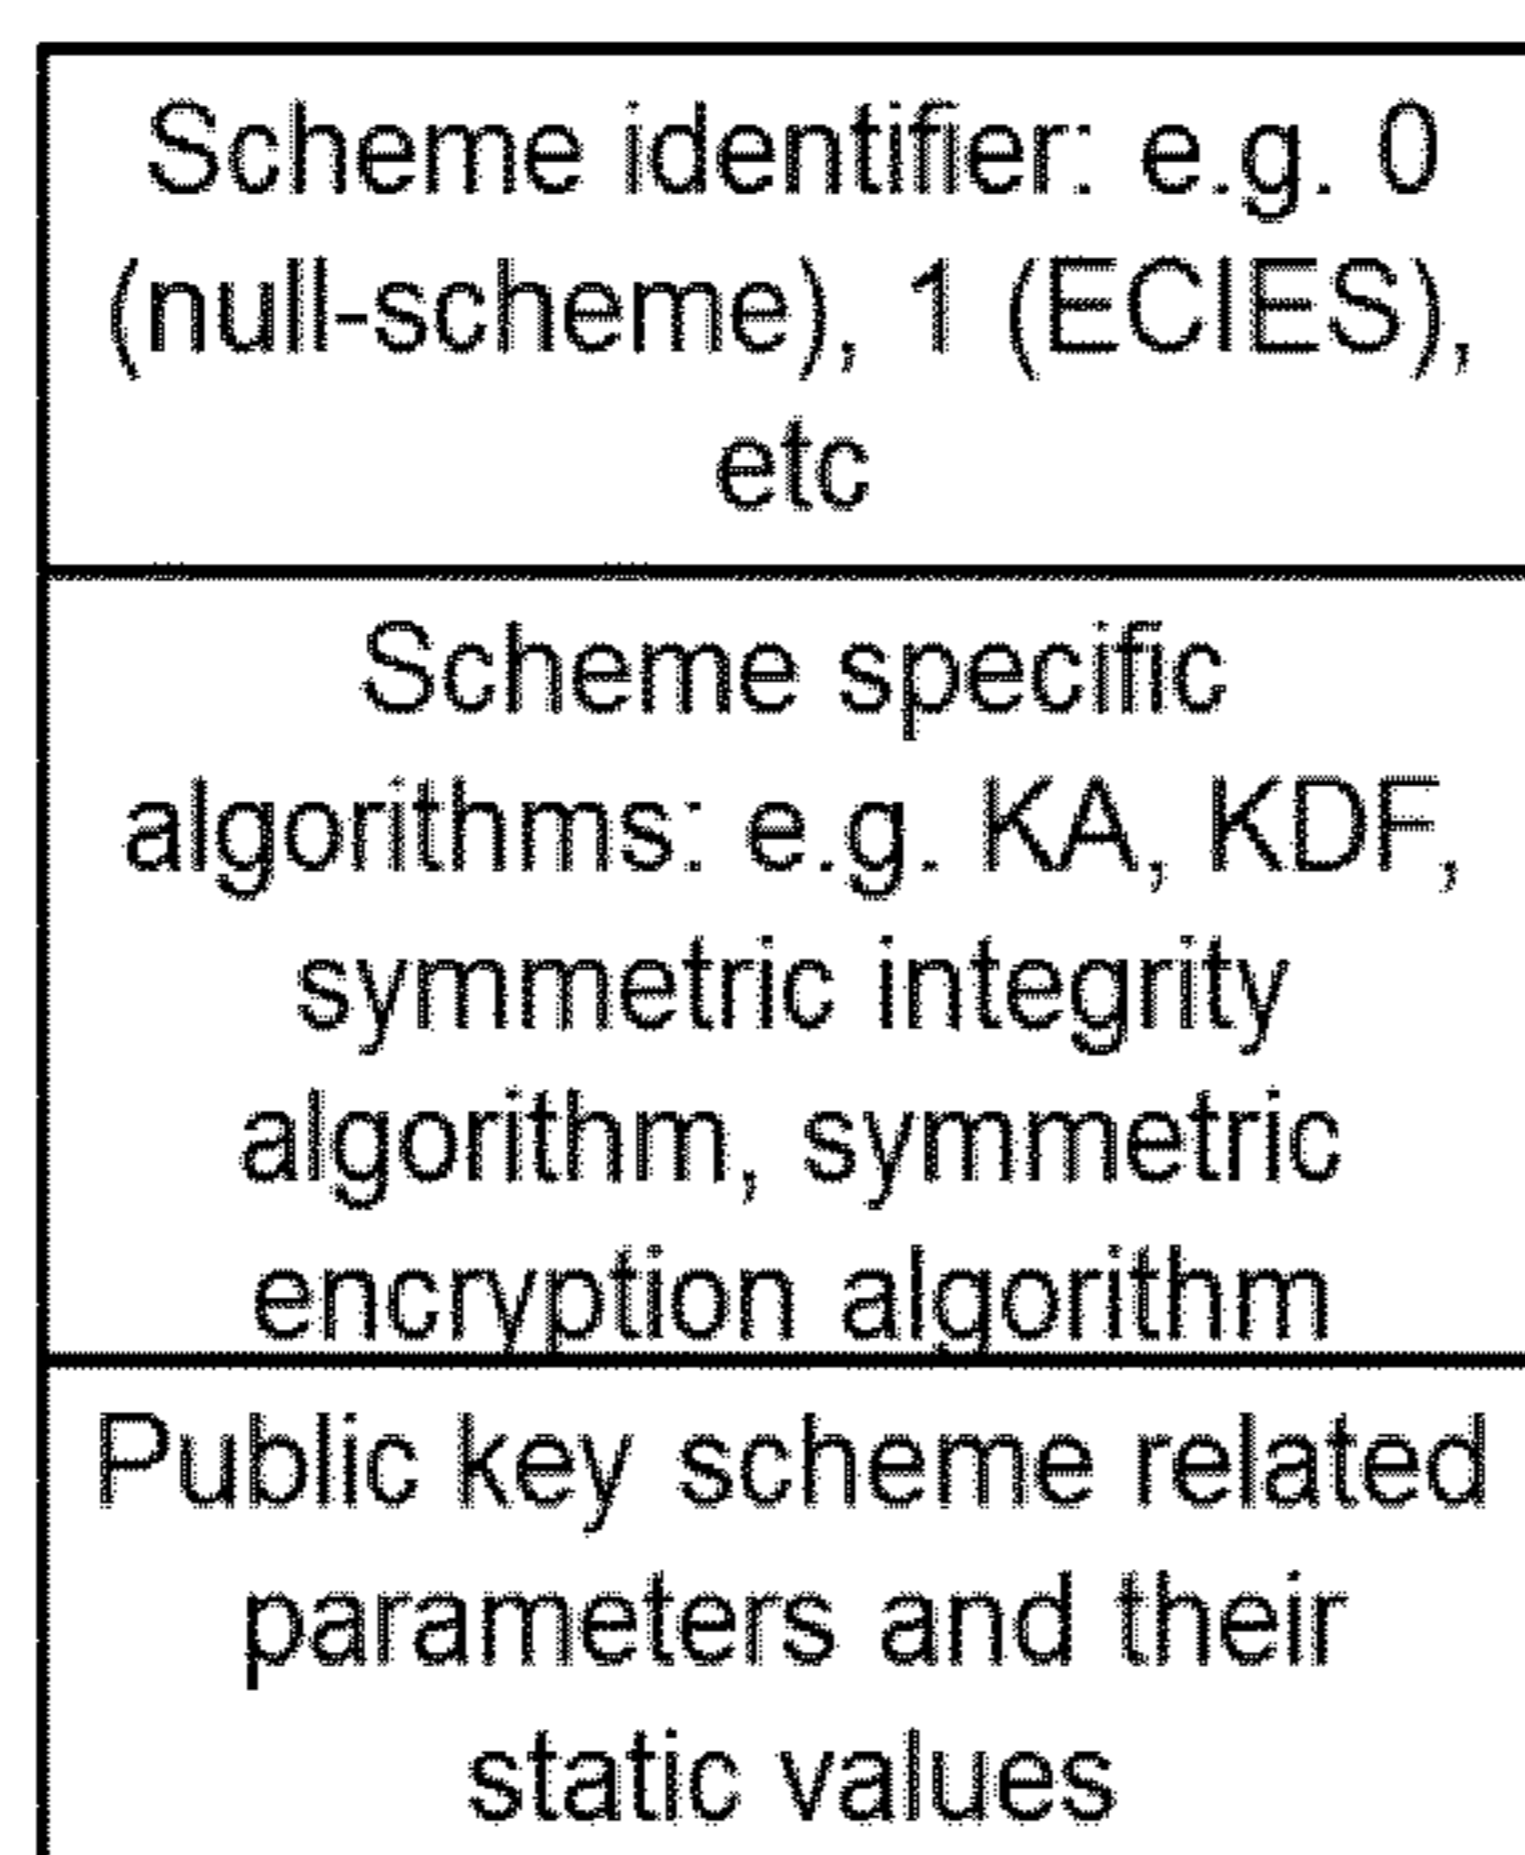 Scheme identifier: e.g. 0
(null-scheme), 1 (ECIES),
etc
Scheme specific
algorithms: e.g. KA, KDF,
symmetric integrity
algorithm, symmetric
encryption algorithm
Public key scheme related
parameters and their
static values